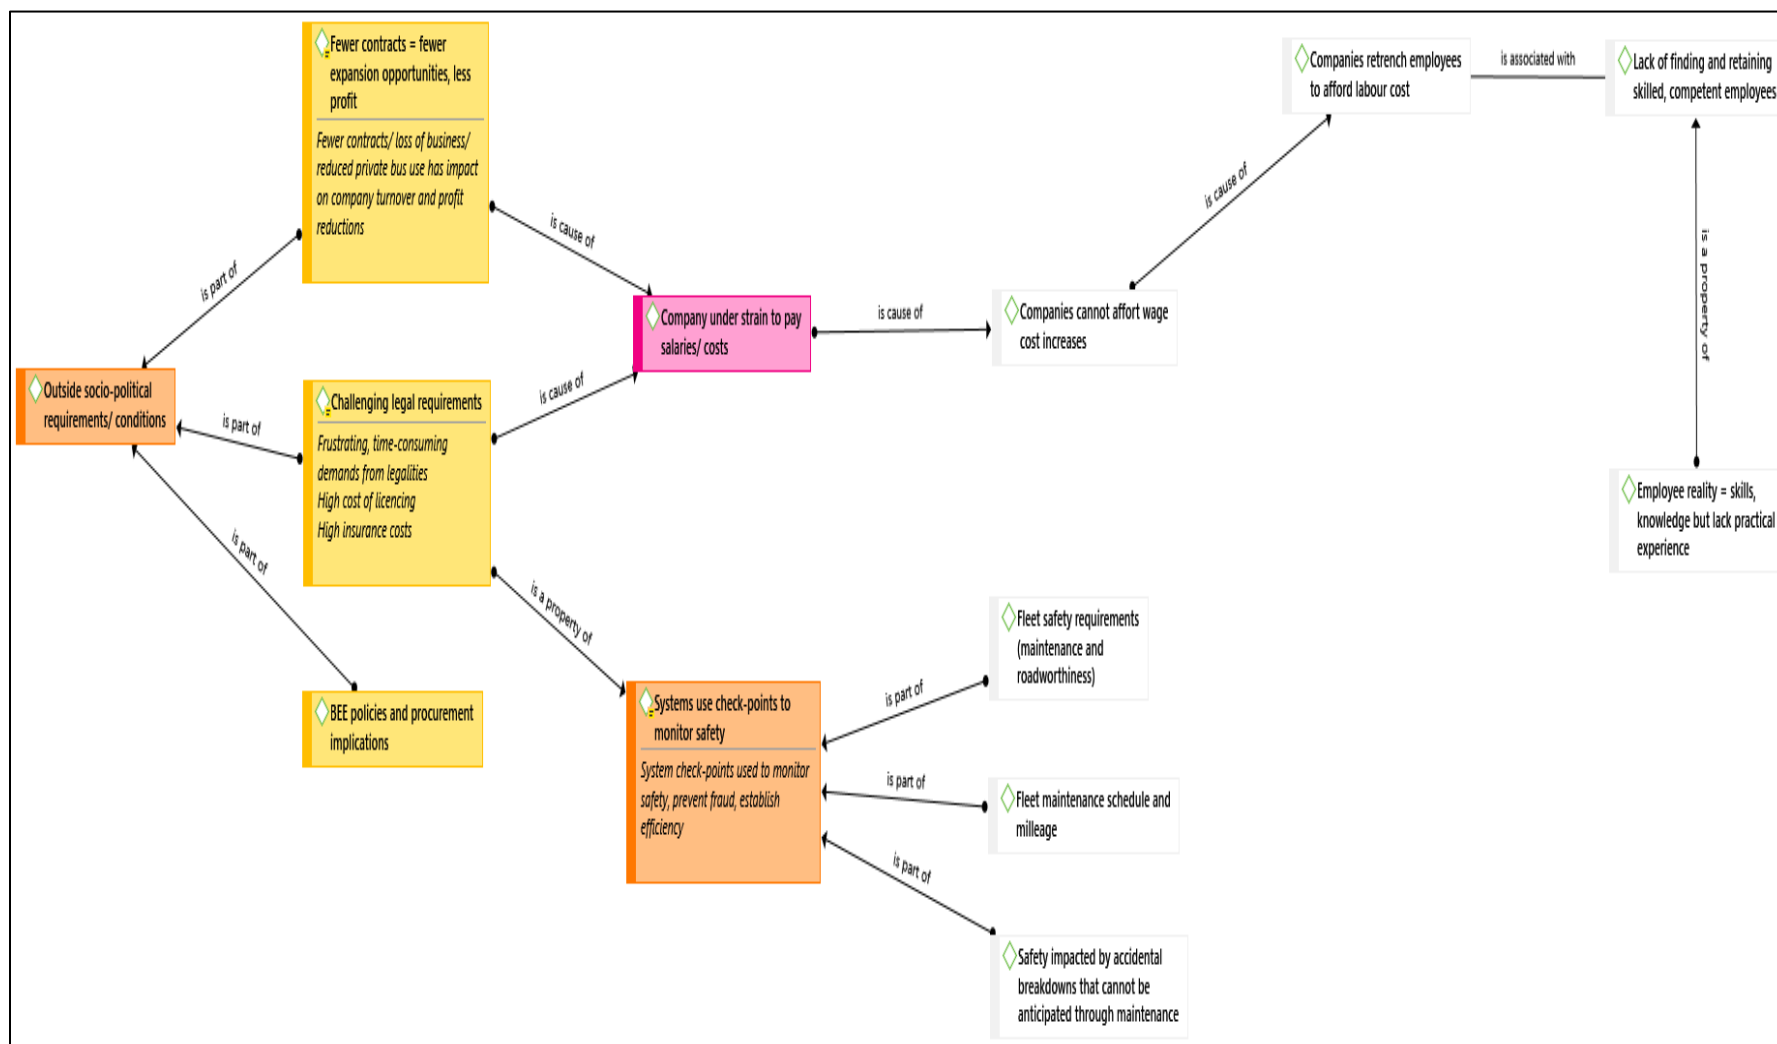 Fewer contracts = fewer
expansion opportunities, less
profit
Fewer contracts/ loss of business/
reduced private bus use has impact
on company turnover and profit
reductions
is part of
is cause of
Outside socio-political
requirements/ conditions
is part of
Challenging legal requirements
Frustrating, time-consuming
demands from legalities
High cost of licencing
High insurance costs
is cause of
is part of
is a property of
BEE policies and procurement
implications
Company under strain to pay
salaries/ costs
is cause of
Companies cannot affort wage
cost increases
is cause of
Companies retrench employees
to afford labour cost
is associated with
Lack of finding and retaining
skilled, competent employees
is a property of
Employee reality = skills,
knowledge but lack practical
experience
Systems use check-points to
monitor safety
System check-points used to monitor
safety, prevent fraud, establish
efficiency
is part of
Fleet safety requirements
(maintenance and
roadworthiness)
is part of
Fleet maintenance schedule and
milleage
is part of
Safety impacted by accidental
breakdowns that cannot be
anticipated through maintenance